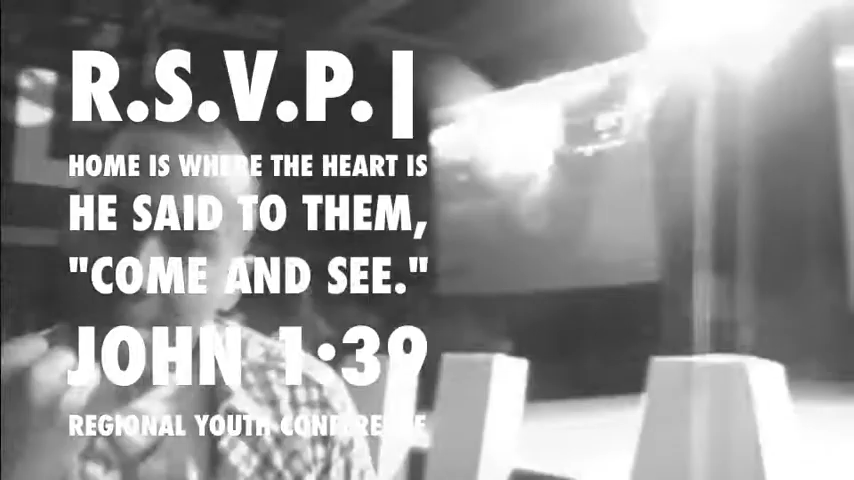 R.S.V.P.|
HOME IS WHERE THE HEART IS
HE SAID TO THEM,
"COME AND SEE."
JOHN 1:39
REGIONAL YOUTH CONFERENCE